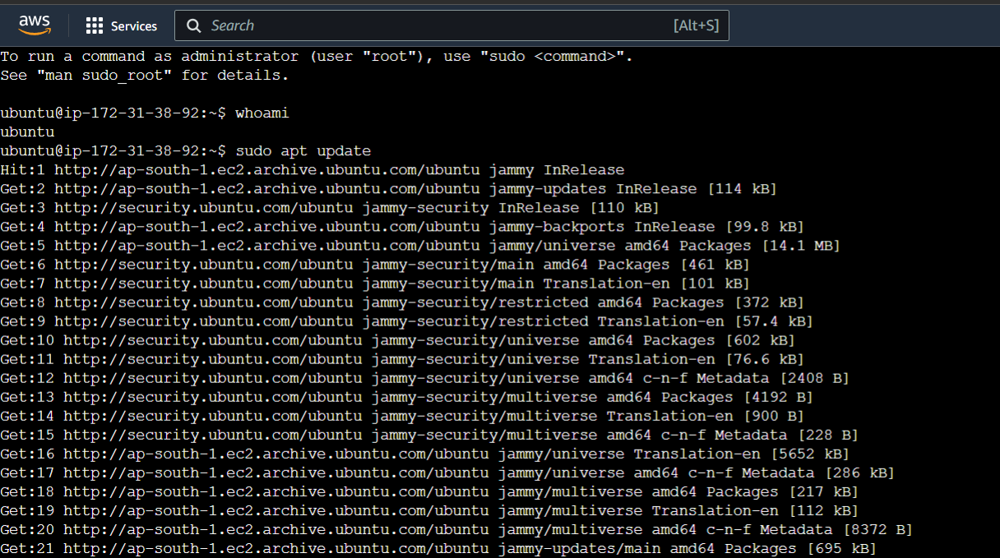 aws Services Search [Alt+S]
To run a command as administrator (user "root"), use "sudo <command>".
See "man sudo_root" for details.
ubuntu@ip-172-31-38-92:~$ whoami
ubuntu
ubuntu@ip-172-31-38-92:~$ sudo apt update
Hit:1 http://ap-south-1.ec2.archive.ubuntu.com/ubuntu jammy InRelease
Get:2 http://ap-south-1.ec2.archive.ubuntu.com/ubuntu jammy-updates InRelease [114 kB]
Get:3 http://security.ubuntu.com/ubuntu jammy-security InRelease [110 kB]
Get:4 http://ap-south-1.ec2.archive.ubuntu.com/ubuntu jammy-backports InRelease [99.8 kB]
Get:5 http://ap-south-1.ec2.archive.ubuntu.com/ubuntu jammy/universe amd64 Packages [14.1 MB]
Get:6 http://security.ubuntu.com/ubuntu jammy-security/main amd64 Packages [461 kB]
Get:7 http://security.ubuntu.com/ubuntu jammy-security/main Translation-en [101 kB]
Get:8 http://security.ubuntu.com/ubuntu jammy-security/restricted amd64 Packages [372 kB]
Get:9 http://security.ubuntu.com/ubuntu jammy-security/restricted Translation-en [57.4 kB]
Get:10 http://security.ubuntu.com/ubuntu jammy-security/universe amd64 Packages [602 kB]
Get:11 http://security.ubuntu.com/ubuntu jammy-security/universe Translation-en [76.6 kB]
Get:12 http://security.ubuntu.com/ubuntu jammy-security/universe amd64 c-n-f Metadata [2408 B]
Get:13 http://security.ubuntu.com/ubuntu jammy-security/multiverse amd64 Packages [4192 B]
Get:14 http://security.ubuntu.com/ubuntu jammy-security/multiverse Translation-en [900 B]
Get:15 http://security.ubuntu.com/ubuntu jammy-security/multiverse amd64 c-n-f Metadata [228 B]
Get:16 http://ap-south-1.ec2.archive.ubuntu.com/ubuntu jammy/universe Translation-en [5652 kB]
Get:17 http://ap-south-1.ec2.archive.ubuntu.com/ubuntu jammy/universe amd64 c-n-f Metadata [286 kB]
Get:18 http://ap-south-1.ec2.archive.ubuntu.com/ubuntu jammy/multiverse amd64 Packages [217 kB]
Get:19 http://ap-south-1.ec2.archive.ubuntu.com/ubuntu jammy/multiverse Translation-en [112 kB]
Get:20 http://ap-south-1.ec2.archive.ubuntu.com/ubuntu jammy/multiverse amd64 c-n-f Metadata [8372 B]
Get:21 http://ap-south-1.ec2.archive.ubuntu.com/ubuntu jammy-updates/main amd64 Packages [695 kB]